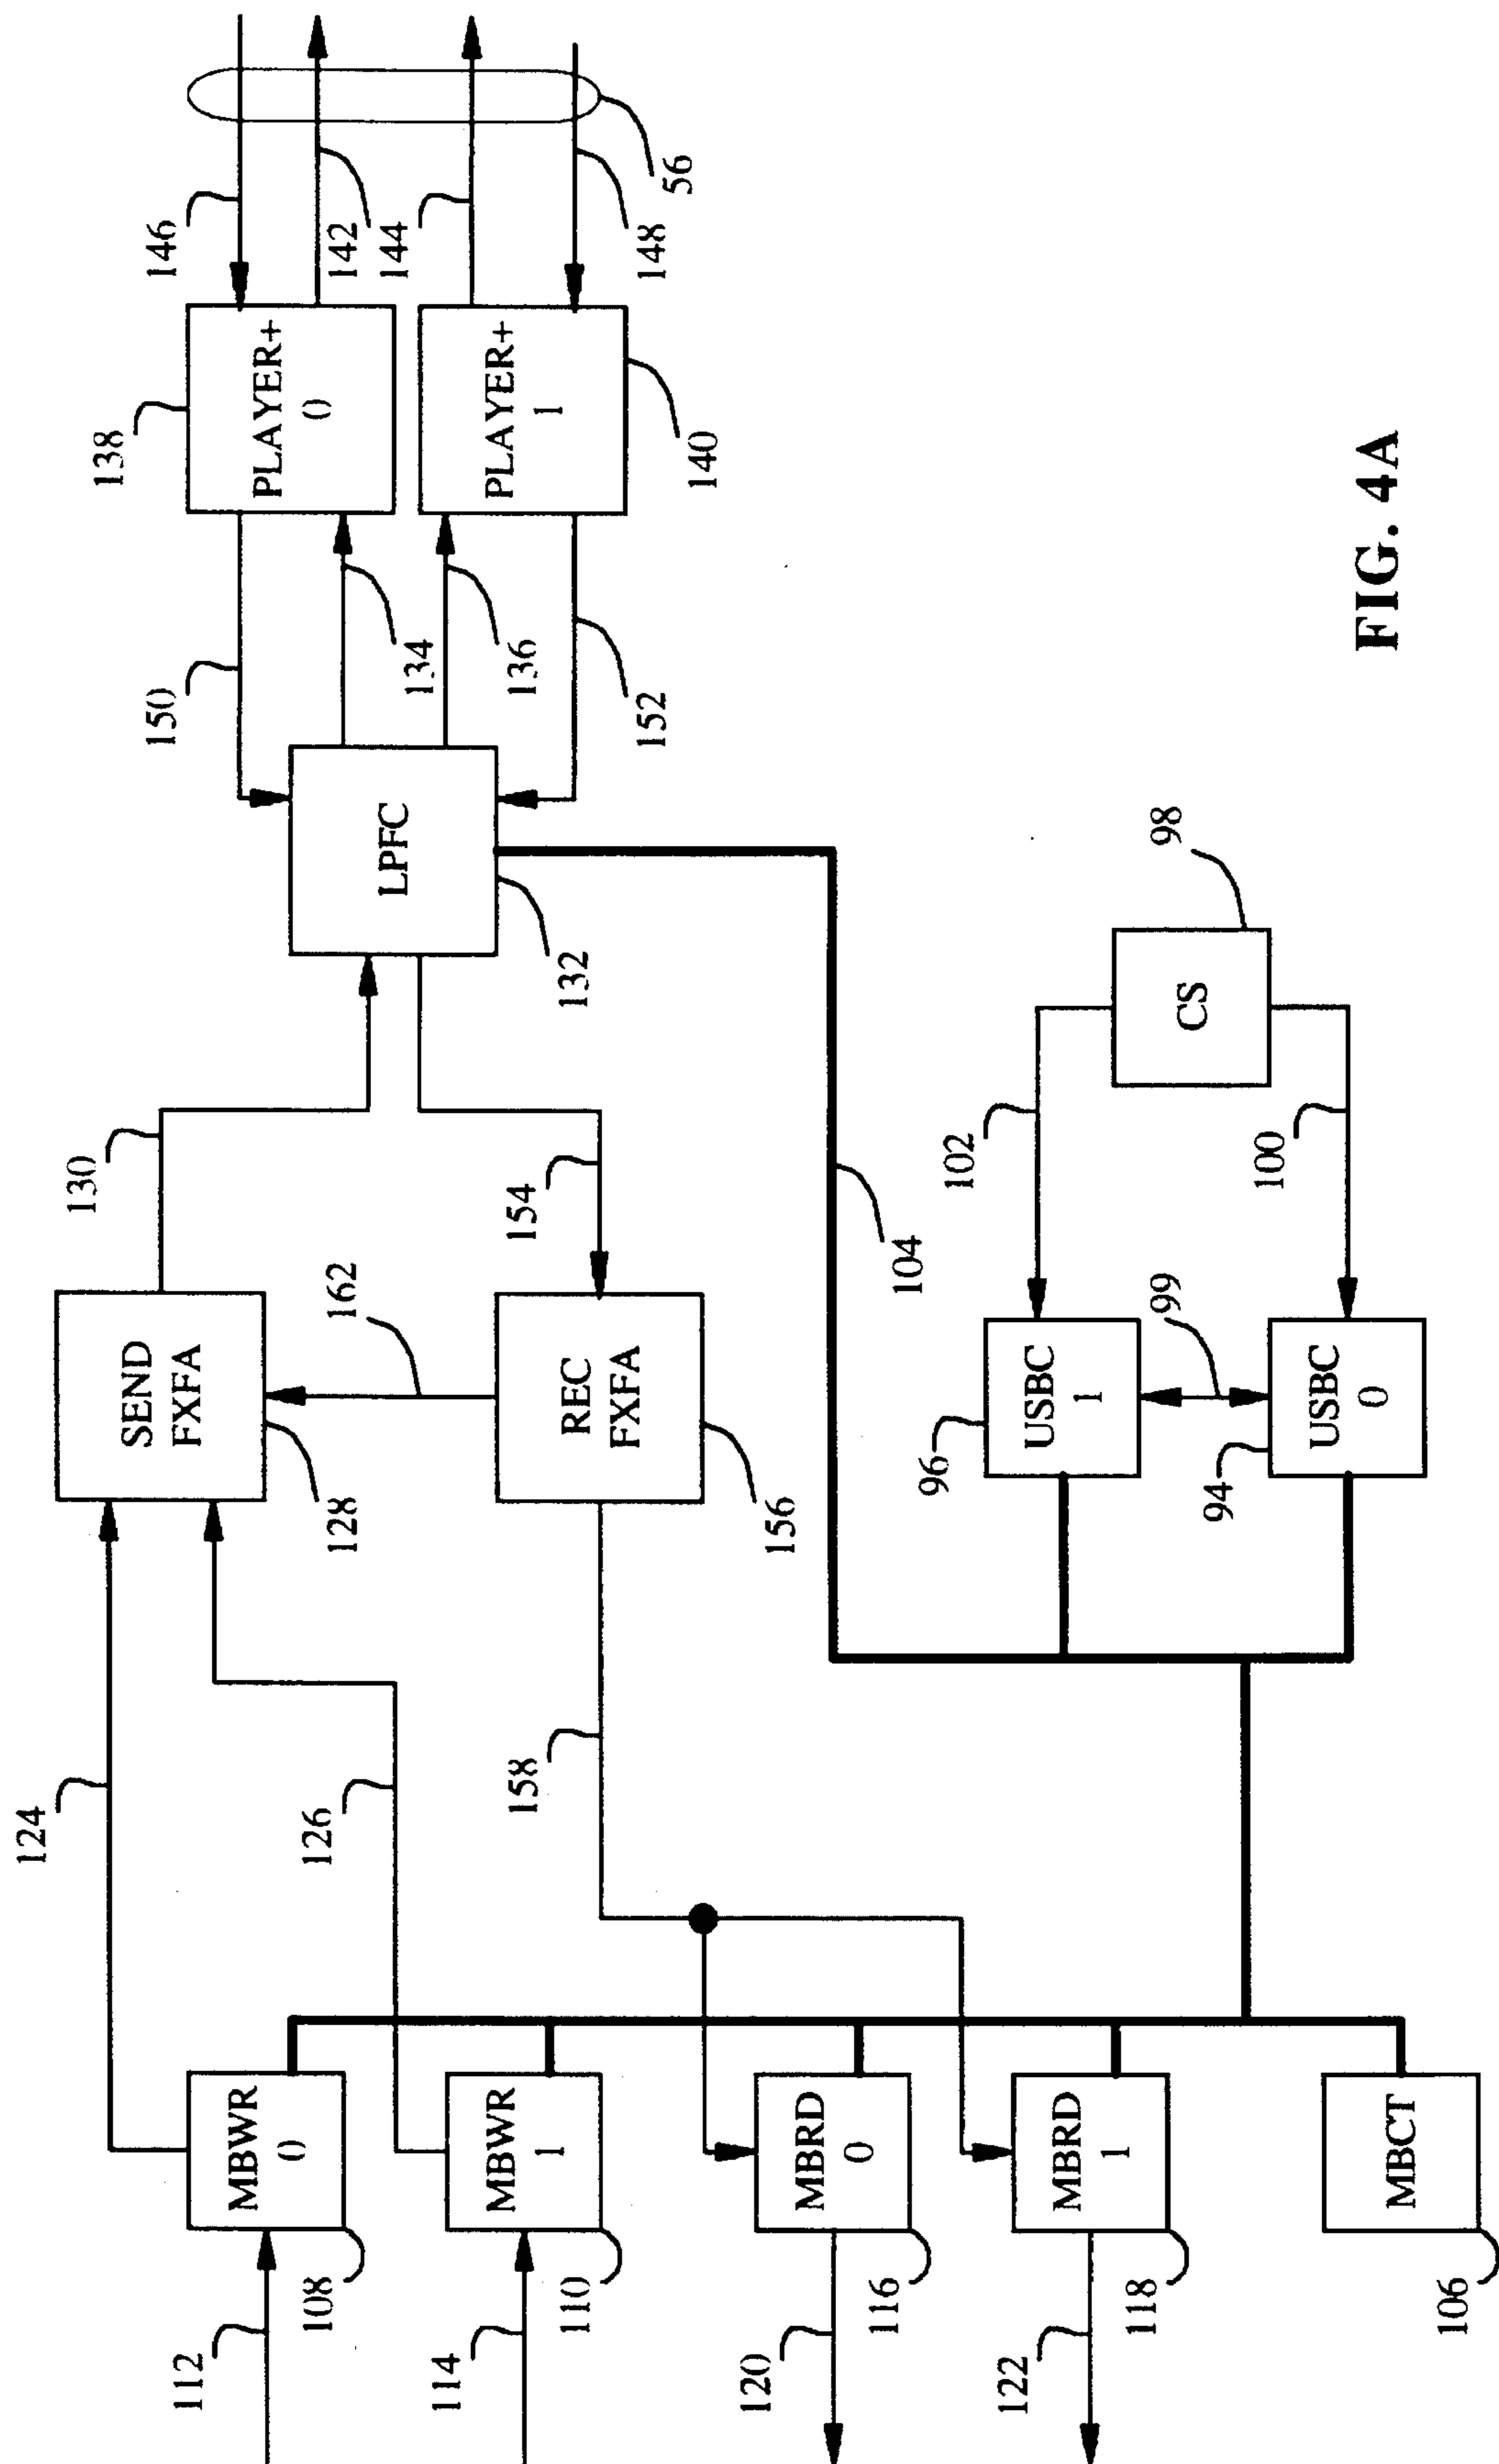 146
142
144
148
56
138
PLAYER+
0
PLAYER+
1
140
150
134
136
152
LPFC
132
130
154
104
98
CS
102
100
SEND
FXFA
128
162
REC
FXFA
156
99
USBC
1
96
USBC
0
94
124
126
158
MBWR
0
108
112
MBWR
1
110
114
MBRD
0
116
120
MBRD
1
118
122
MBCT
106
FIG. 4A